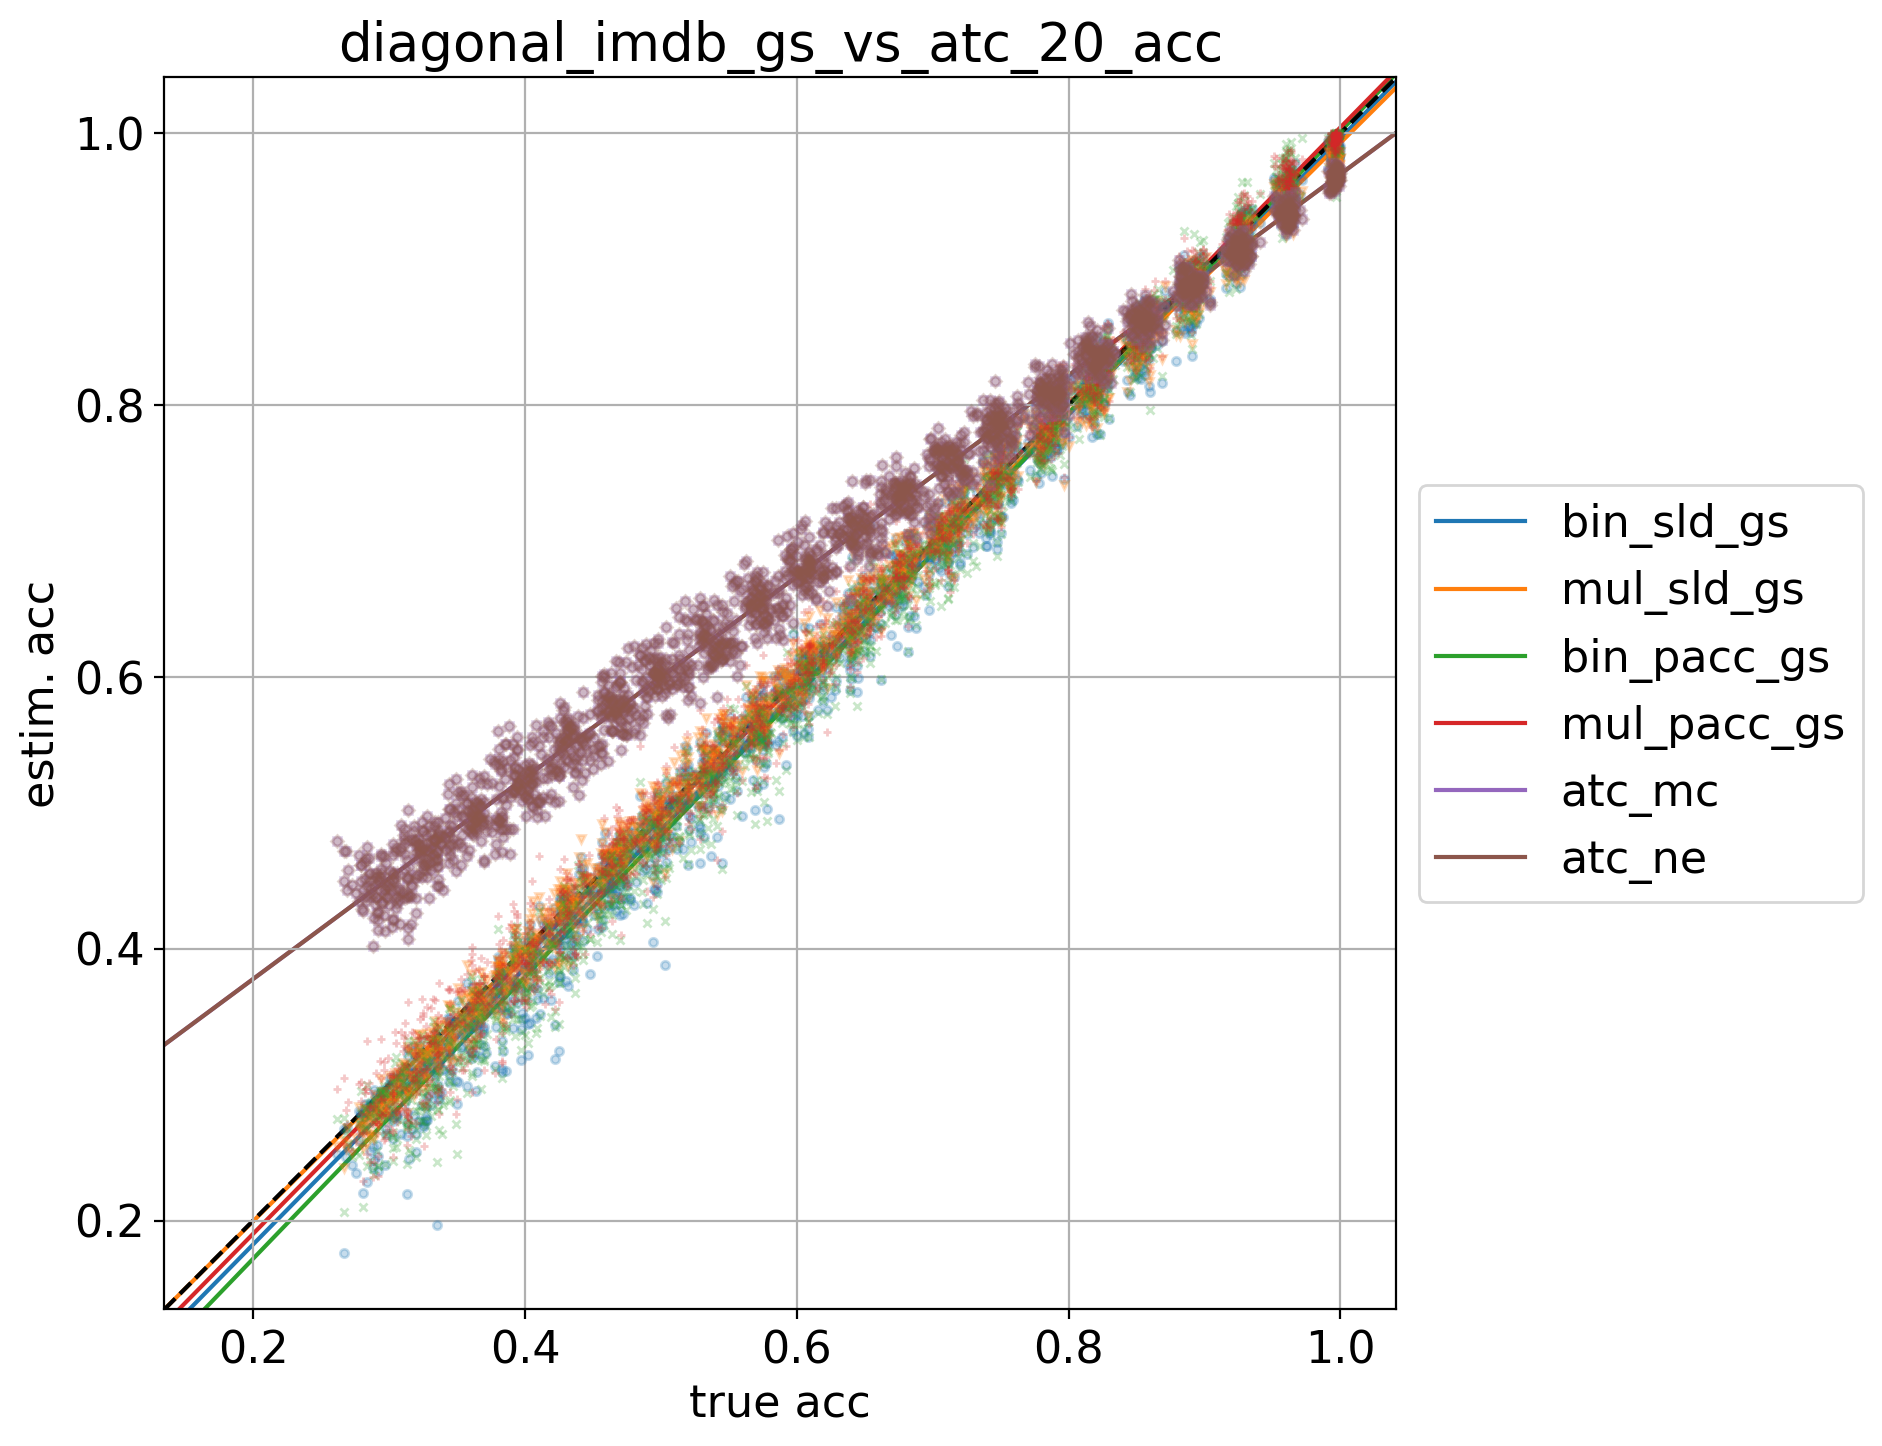 diagonal_imdb_gs_vs_atc_20_acc
1.0
0.8
0.6
0.4
0.2
estim. acc
0.2 0.4 0.6 0.8 1.0
true acc
bin_sld_gs
mul_sld_gs
bin_pacc_gs
mul_pacc_gs
atc_mc
atc_ne